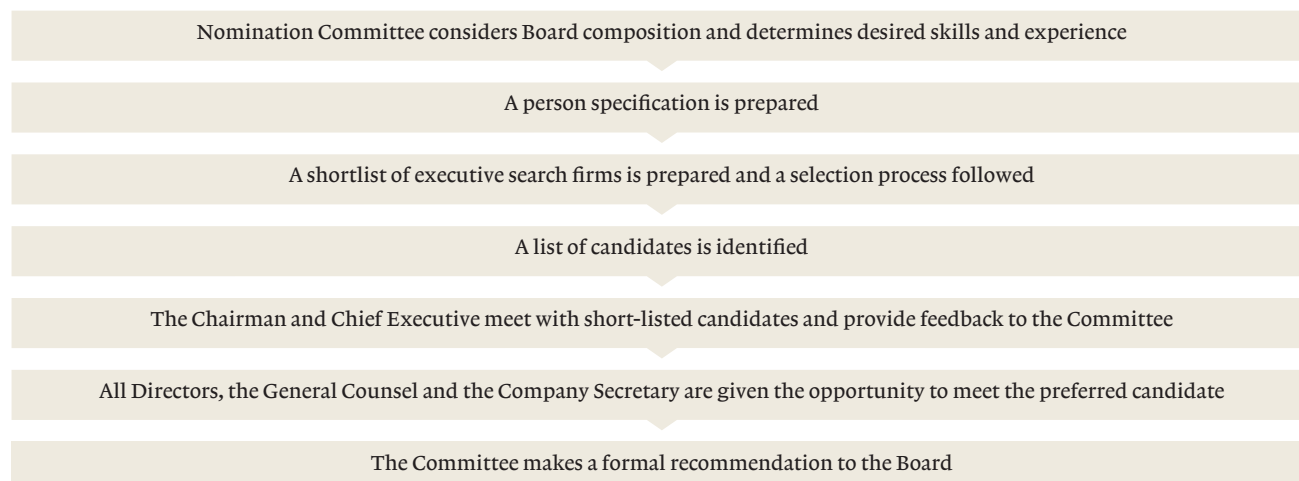 Nomination Committee considers Board composition and determines desired skills and experience
A person specification is prepared
A shortlist of executive search firms is prepared and a selection process followed
A list of candidates is identified
The Chairman and Chief Executive meet with short-listed candidates and provide feedback to the Committee
All Directors, the General Counsel and the Company Secretary are given the opportunity to meet the preferred candidate
The Committee makes a formal recommendation to the Board